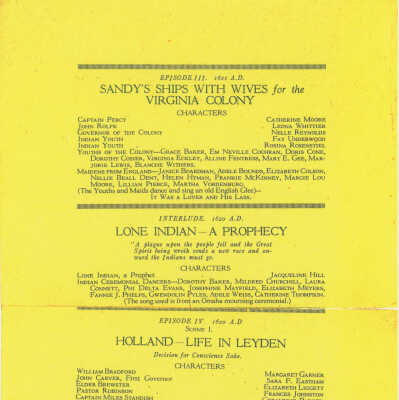 EPISODE III. 1620 A.D.
SANDY'S SHIPS WITH WIVES for the
VIRGINIA COLONY
CHARACTERS
CAPTAIN PERCY CATHERINE MOORE
JOHN ROLFE LEONA WHITTIER
GOVERNOR OF THE COLONY NELLE REYNOLDS
INDIAN YOUTH FAY UNDERWOOD
INDIAN YOUTH ROSINA ROSENSTIEL
YOUTHS OF THE COLONY—GRACE BAKER, EM NEVILLE COCHRAN, DORIS CONE,
DOROTHY COSIER, VIRGINIA ECKLEY, ALLINE FENTRESS, MARY E. GEE, MAR-
JORIE LEWIS, BLANCHE WITHERS.
MAIDENS FROM ENGLAND—JANICE BOARDMAN, ADELE BOUNDS, ELIZABETH COLSON,
NELLIE BEALL DENT, HELEN HYMAN, FRANKIE MCKINNEY, MARGIE LOU
MOORE, LILLIAN PIERCE, MARTHA VORDENBURG.
(The Youths and Maids dance and sing an old English Glee)—
IT WAS A LOVER AND HIS LASS.
INTERLUDE. 1620 A.D.
LONE INDIAN—A PROPHECY
"A plague upon the people fell and the Great
Spirit being wroth sends a new race and on-
ward the Indians must go.
CHARACTERS
LONE INDIAN, a Prophet JACQUELINE HILL
INDIAN CEREMONIAL DANCERS—DOROTHY BAKER, MILDRED CHURCHILL, LAURA
CONNETT, PHI DELTA EVANS, JOSEPHINE MAYFIELD, ELIZABETH MEYERS,
FANNIE J. PHELPS, GWENDOLIN PYLES, ADELE WEISS, CATHERINE THOMPKIN.
(The song used is from an Omaha mourning ceremonial.)
EPISODE IV. 1620 A.D
SCENE I.
HOLLAND—LIFE IN LEYDEN
Decision for Conscience Sake.
CHARACTERS
WILLIAM BRADFORD MARGARET GARNER
JOHN CARVER, First Governor SARA F. EASTHAM
ELDER BREWSTER ELIZABETH LIGGETT
PASTOR ROBINSON FRANCES JOHNSTON
CAPTAIN MILES STANDISH